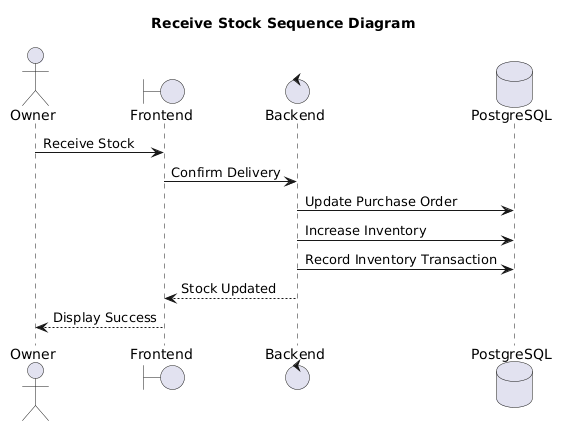 Receive Stock Sequence Diagram
Owner Frontend Backend PostgreSQL
Receive Stock
Confirm Delivery
Update Purchase Order
Increase Inventory
Record Inventory Transaction
Stock Updated
Display Success
Owner Frontend Backend PostgreSQL